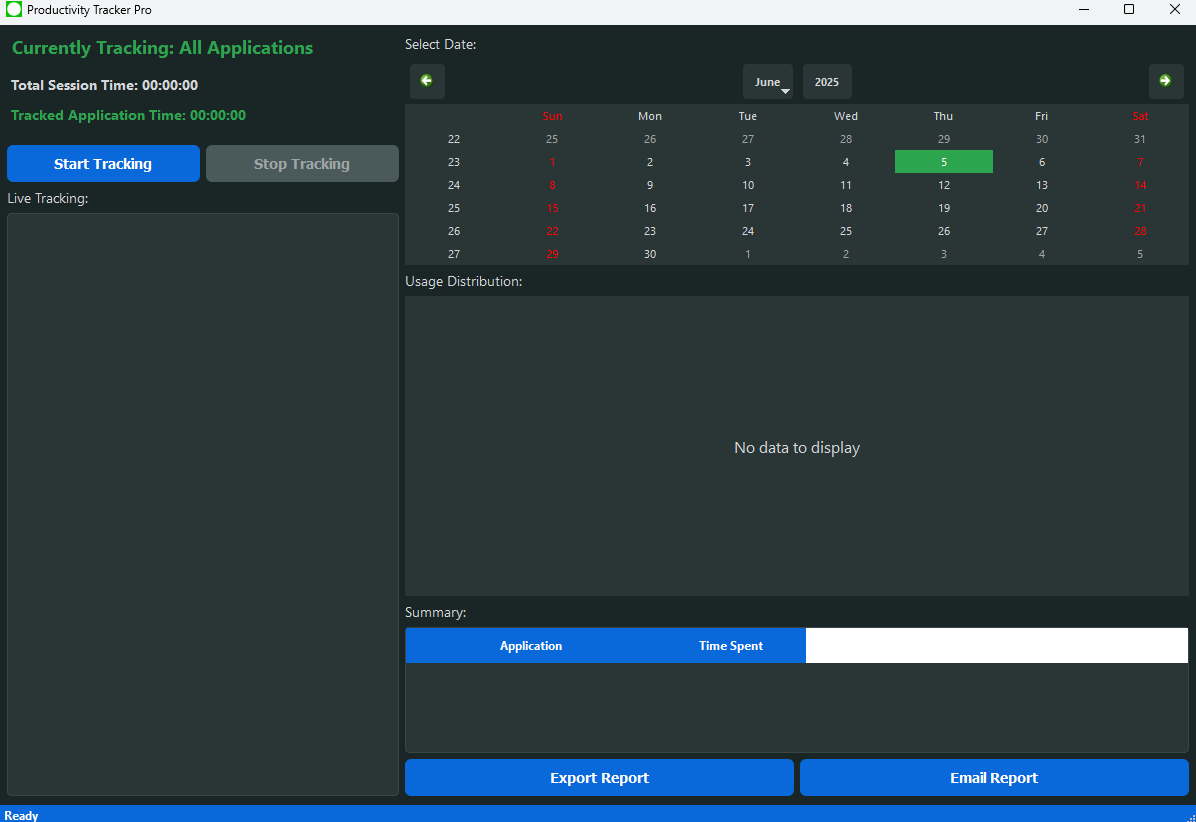 Productivity Tracker Pro
Currently Tracking: All Applications
Total Session Time: 00:00:00
Tracked Application Time: 00:00:00
Start Tracking
Stop Tracking
Live Tracking:
Select Date:
June 2025
Sun Mon Tue Wed Thu Fri Sat
22 25 26 27 28 29 30 31
23 1 2 3 4 5 6 7
24 8 9 10 11 12 13 14
25 15 16 17 18 19 20 21
26 22 23 24 25 26 27 28
27 29 30 1 2 3 4 5
Usage Distribution:
No data to display
Summary:
Application Time Spent
Export Report
Email Report
Ready